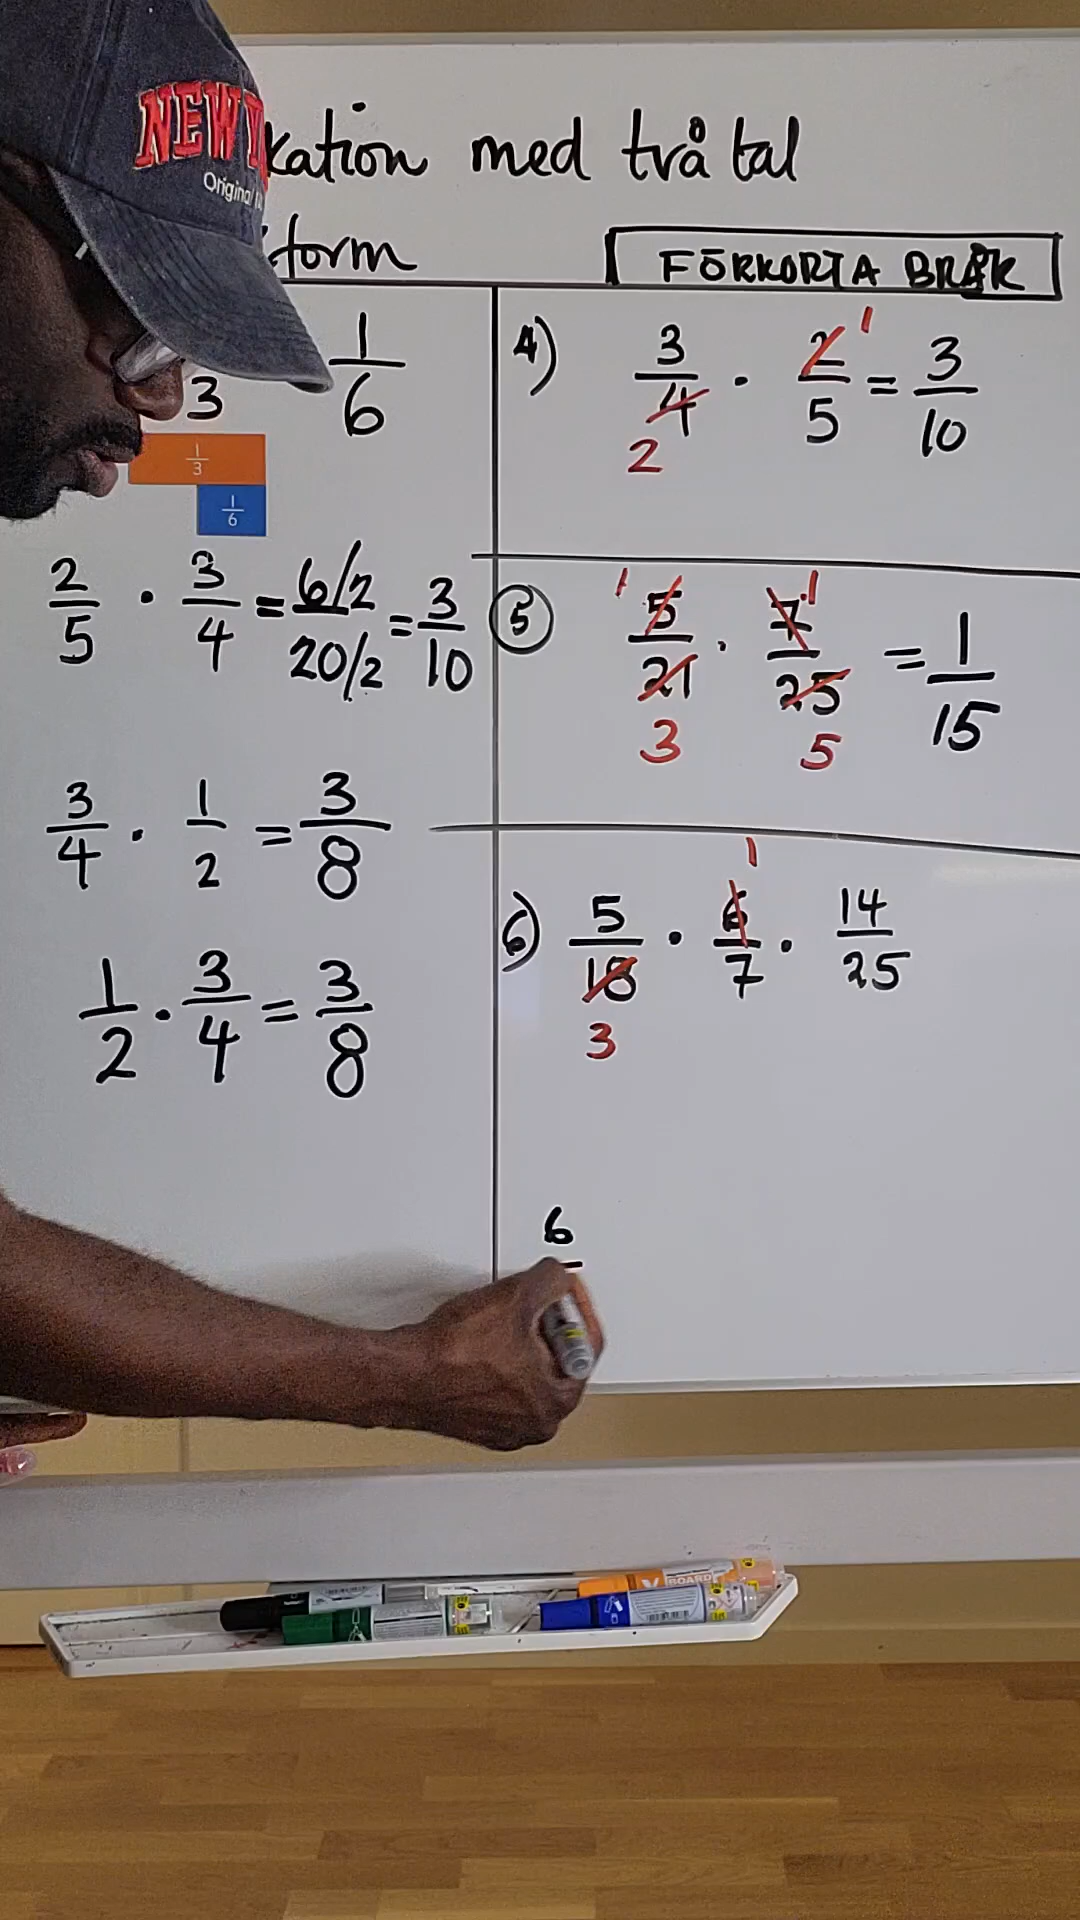 NEW
Original
kation med två tal
form
FÖRKORTA BRÅK
3
1/6
1/3
1/6
2/5 · 3/4 = 6/2 / 20/2 = 3/10
3/4 · 1/2 = 3/8
1/2 · 3/4 = 3/8
4) 3/4 · 2/5 = 3/10
1
2
5) 5/21 · 7/25 = 1/15
1 1
3 5
6) 5/18 · 6/7 · 14/25
1
3
6
BOARD